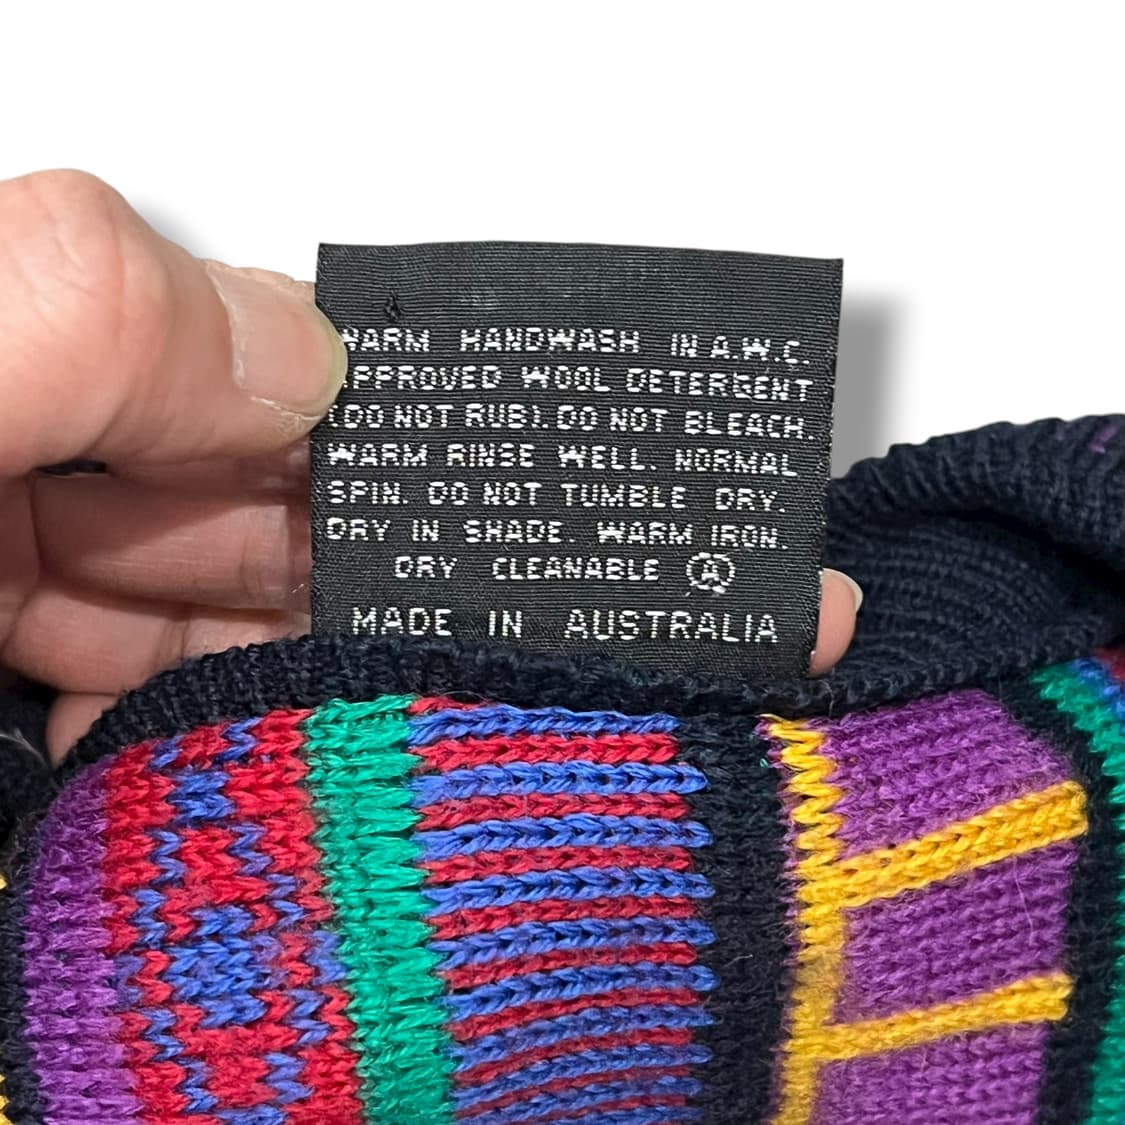 WARM HANDWASH IN A.W.C.
APPROVED WOOL DETERGENT
(DO NOT RUB). DO NOT BLEACH.
WARM RINSE WELL. NORMAL
SPIN. DO NOT TUMBLE DRY.
DRY IN SHADE. WARM IRON.
DRY CLEANABLE Ⓐ
MADE IN AUSTRALIA